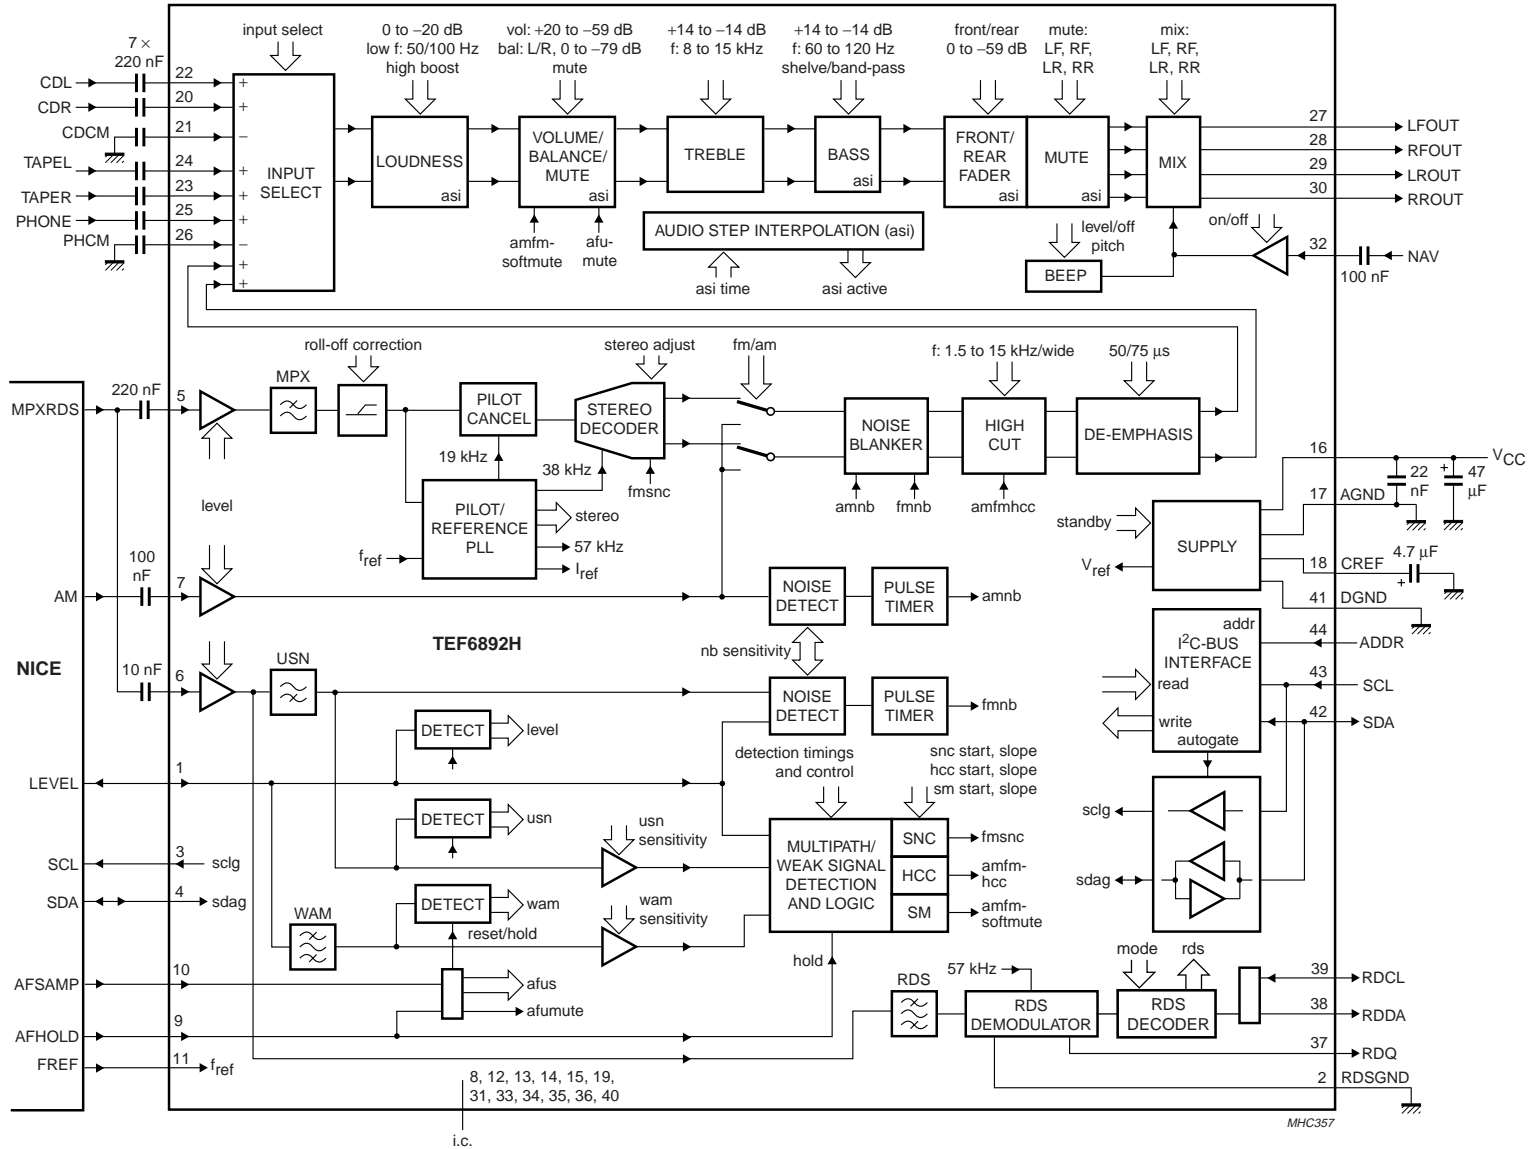 input select
0 to −20 dB
low f: 50/100 Hz
high boost
vol: +20 to −59 dB
bal: L/R, 0 to −79 dB
mute
+14 to −14 dB
f: 8 to 15 kHz
+14 to −14 dB
f: 60 to 120 Hz
shelve/band-pass
front/rear
0 to −59 dB
mute:
LF, RF,
LR, RR
mix:
LF, RF,
LR, RR
7 ×
220 nF
CDL
22
+
CDR
20
+
CDCM
21
−
TAPEL
24
+
TAPER
23
+
PHONE
25
+
PHCM
26
−
+
+
INPUT
SELECT
LOUDNESS
asi
VOLUME/
BALANCE/
MUTE
asi
TREBLE
BASS
asi
FRONT/
REAR
FADER
asi
MUTE
asi
MIX
27
LFOUT
28
RFOUT
29
LROUT
30
RROUT
amfm-
softmute
afu-
mute
AUDIO STEP INTERPOLATION (asi)
asi time
asi active
level/off
pitch
BEEP
on/off
32
NAV
100 nF
roll-off correction
stereo adjust
fm/am
f: 1.5 to 15 kHz/wide
50/75 µs
MPXRDS
220 nF
5
MPX
PILOT
CANCEL
STEREO
DECODER
NOISE
BLANKER
HIGH
CUT
DE-EMPHASIS
19 kHz
38 kHz
fmsnc
amnb
fmnb
amfmhcc
level
PILOT/
REFERENCE
PLL
stereo
57 kHz
Iref
fref
16
VCC
22
nF
+
47
µF
17
AGND
standby
SUPPLY
Vref
18
CREF
4.7 µF
+
41
DGND
100
nF
AM
7
NOISE
DETECT
PULSE
TIMER
amnb
NICE
TEF6892H
nb sensitivity
10 nF
6
USN
NOISE
DETECT
PULSE
TIMER
fmnb
addr
I2C-BUS
INTERFACE
read
write
autogate
44
ADDR
43
SCL
42
SDA
DETECT
level
detection timings
and control
snc start, slope
hcc start, slope
sm start, slope
LEVEL
1
DETECT
usn
usn
sensitivity
MULTIPATH/
WEAK SIGNAL
DETECTION
AND LOGIC
SNC
fmsnc
HCC
amfm-
hcc
SM
amfm-
softmute
sclg
sdag
SCL
3
sclg
SDA
4
sdag
WAM
DETECT
wam
reset/hold
wam
sensitivity
hold
AFSAMP
10
afus
afumute
AFHOLD
9
FREF
11
fref
RDS
57 kHz
mode
rds
RDS
DEMODULATOR
RDS
DECODER
39
RDCL
38
RDDA
37
RDQ
2
RDSGND
8, 12, 13, 14, 15, 19,
31, 33, 34, 35, 36, 40
i.c.
MHC357